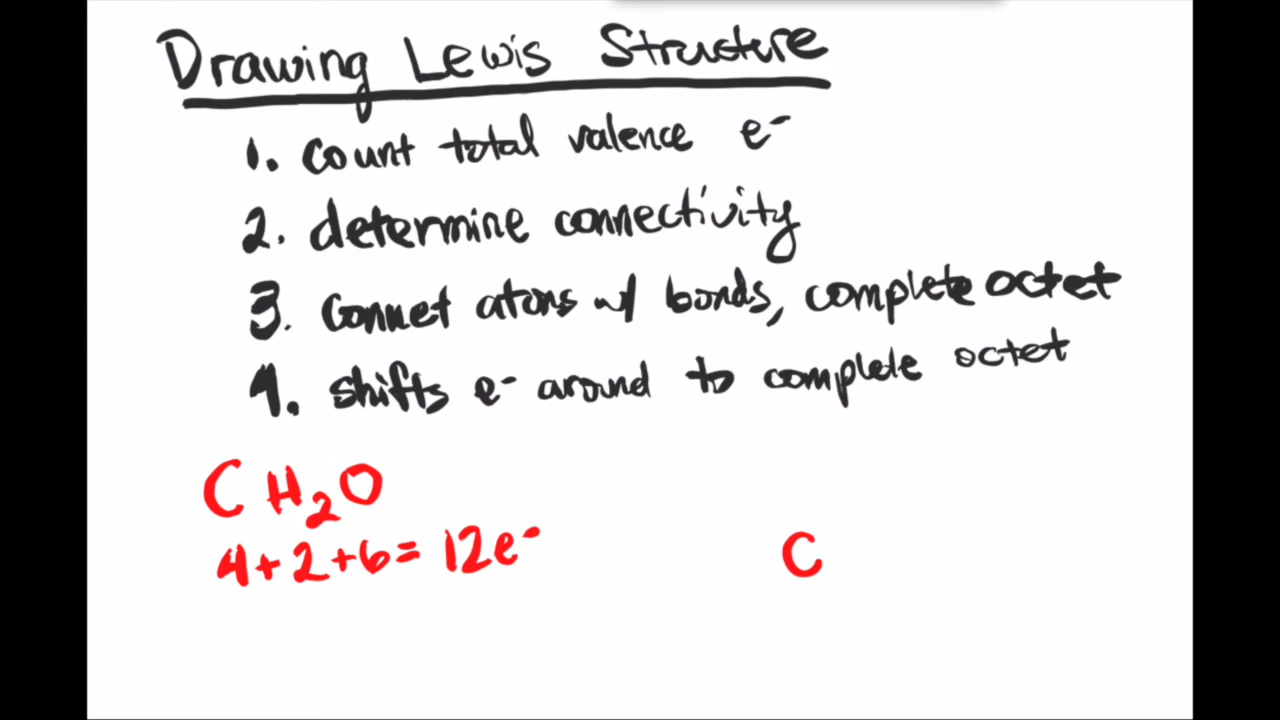 Drawing Lewis Structure
1. count total valence e⁻
2. determine connectivity
3. connect atoms w/ bonds, complete octet
4. shifts e⁻ around to complete octet
CH₂O
4+2+6= 12e⁻
C